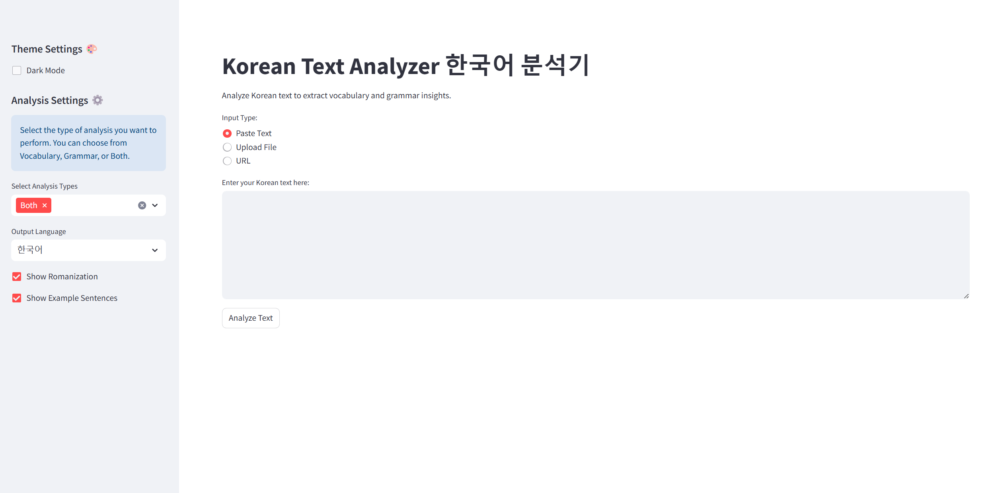 Theme Settings 🎨
Dark Mode
Analysis Settings ⚙️
Select the type of analysis you want to
perform. You can choose from
Vocabulary, Grammar, or Both.
Select Analysis Types
Both
Output Language
한국어
Show Romanization
Show Example Sentences
Korean Text Analyzer 한국어 분석기
Analyze Korean text to extract vocabulary and grammar insights.
Input Type:
Paste Text
Upload File
URL
Enter your Korean text here:
Analyze Text